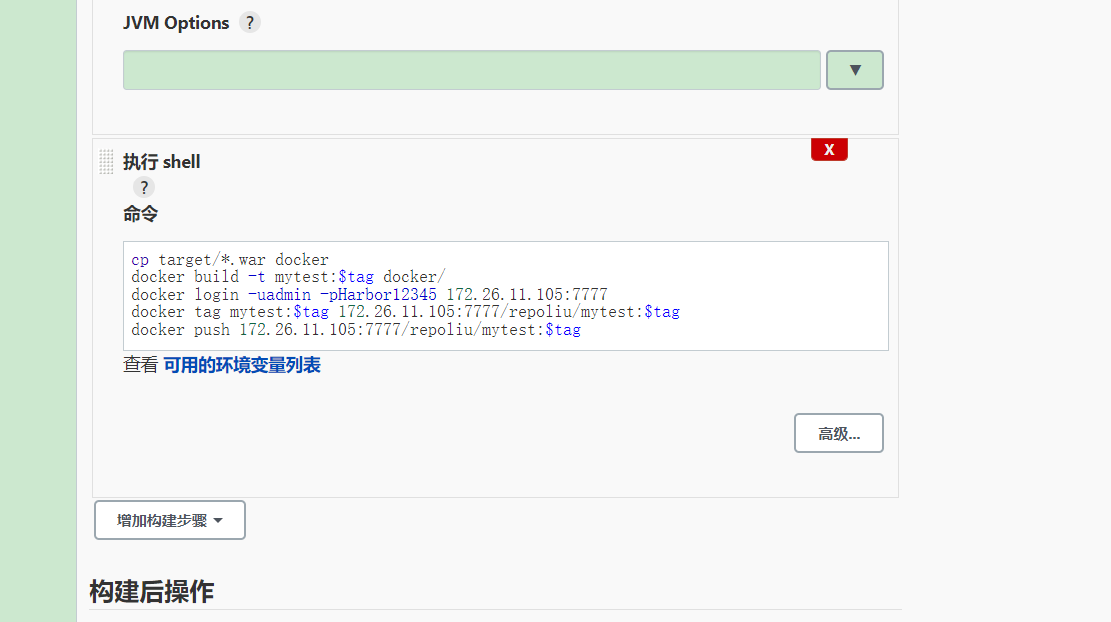 JVM Options ?
▼
执行 shell
X
?
命令
cp target/*.war docker
docker build -t mytest:$tag docker/
docker login -uadmin -pHarbor12345 172.26.11.105:7777
docker tag mytest:$tag 172.26.11.105:7777/repoliu/mytest:$tag
docker push 172.26.11.105:7777/repoliu/mytest:$tag
查看 可用的环境变量列表
高级...
增加构建步骤
构建后操作